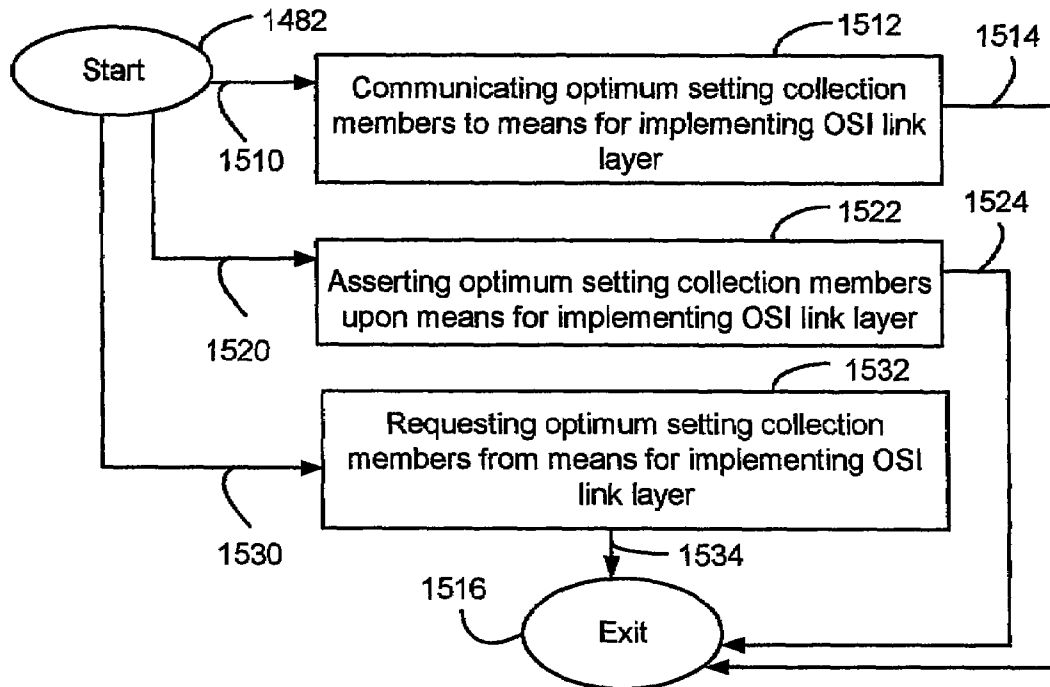 1482
Start
1512
1514
Communicating optimum setting collection
members to means for implementing OSI link
layer
1510
1522
1524
Asserting optimum setting collection members
upon means for implementing OSI link layer
1520
1532
Requesting optimum setting collection
members from means for implementing OSI
link layer
1530
1534
1516
Exit